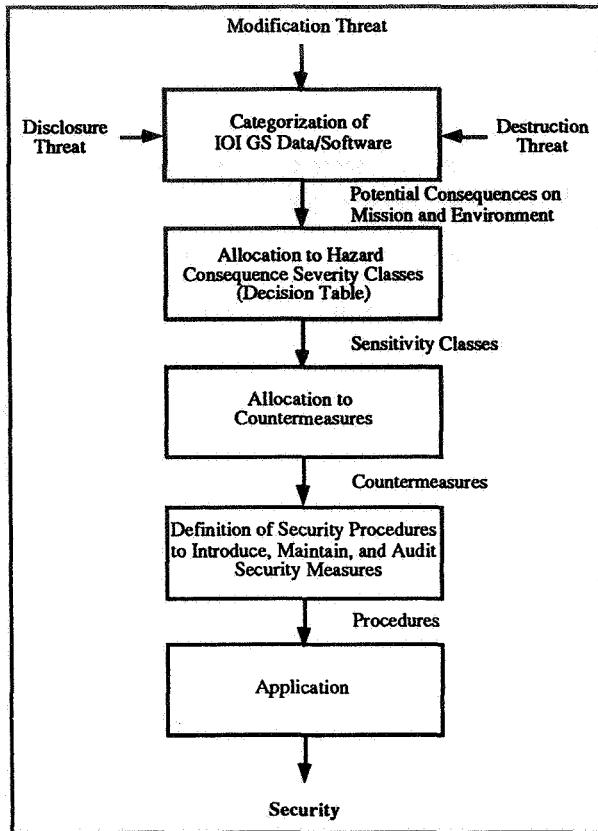 Modification Threat
Disclosure
Threat
Categorization of
IOI GS Data/Software
Destruction
Threat
Potential Consequences on
Mission and Environment
Allocation to Hazard
Consequence Severity Classes
(Decision Table)
Sensitivity Classes
Allocation to
Countermeasures
Countermeasures
Definition of Security Procedures
to Introduce, Maintain, and Audit
Security Measures
Procedures
Application
Security